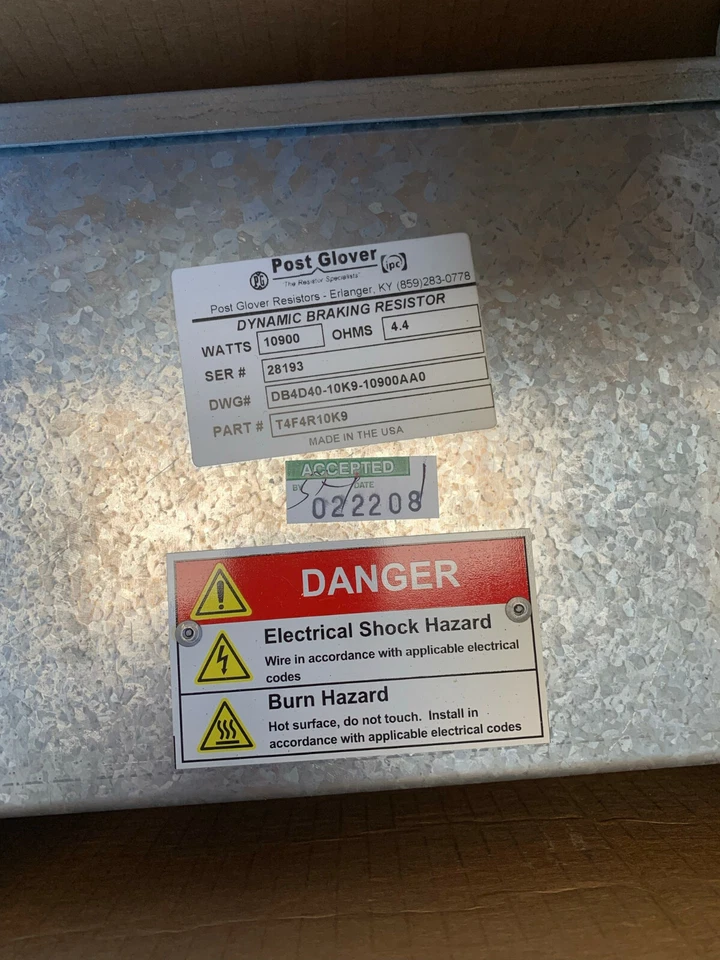 PG Post Glover ipc
The Resistor Specialists
Post Glover Resistors - Erlanger, KY (859)283-0778
DYNAMIC BRAKING RESISTOR
WATTS 10900 OHMS 4.4
SER # 28193
DWG# DB4D40-10K9-10900AA0
PART # T4F4R10K9
MADE IN THE USA
ACCEPTED
BY DATE
022208
DANGER
Electrical Shock Hazard
Wire in accordance with applicable electrical
codes
Burn Hazard
Hot surface, do not touch. Install in
accordance with applicable electrical codes